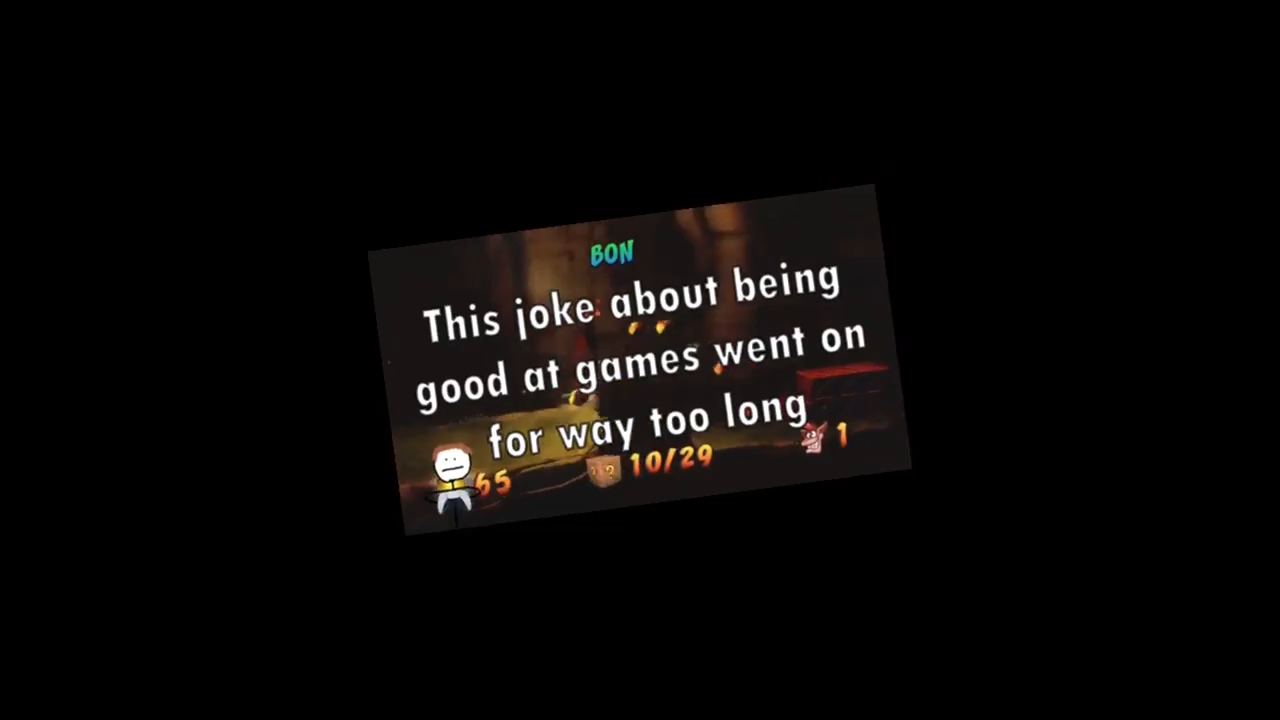 BON
This joke about being
good at games went on
for way too long
65 10/29 1